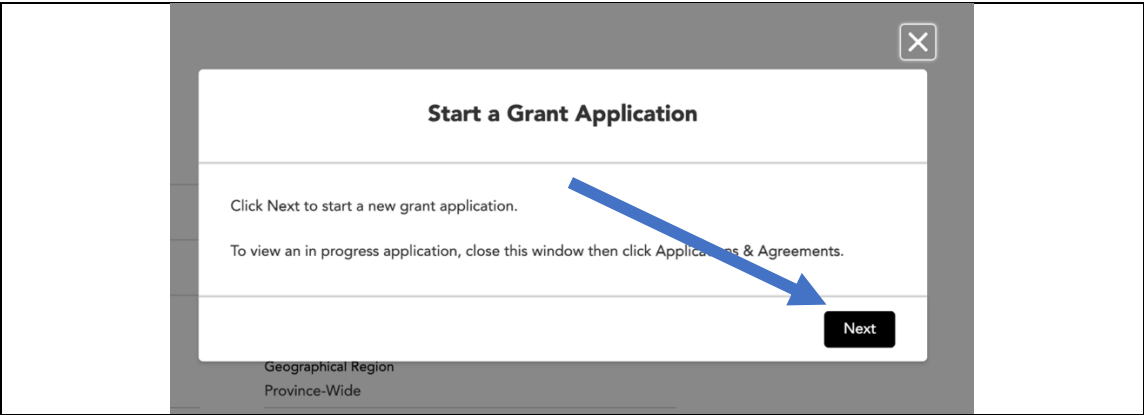 Start a Grant Application
Click Next to start a new grant application.
To view an in progress application, close this window then click Applications & Agreements.
Next
Geographical Region
Province-Wide